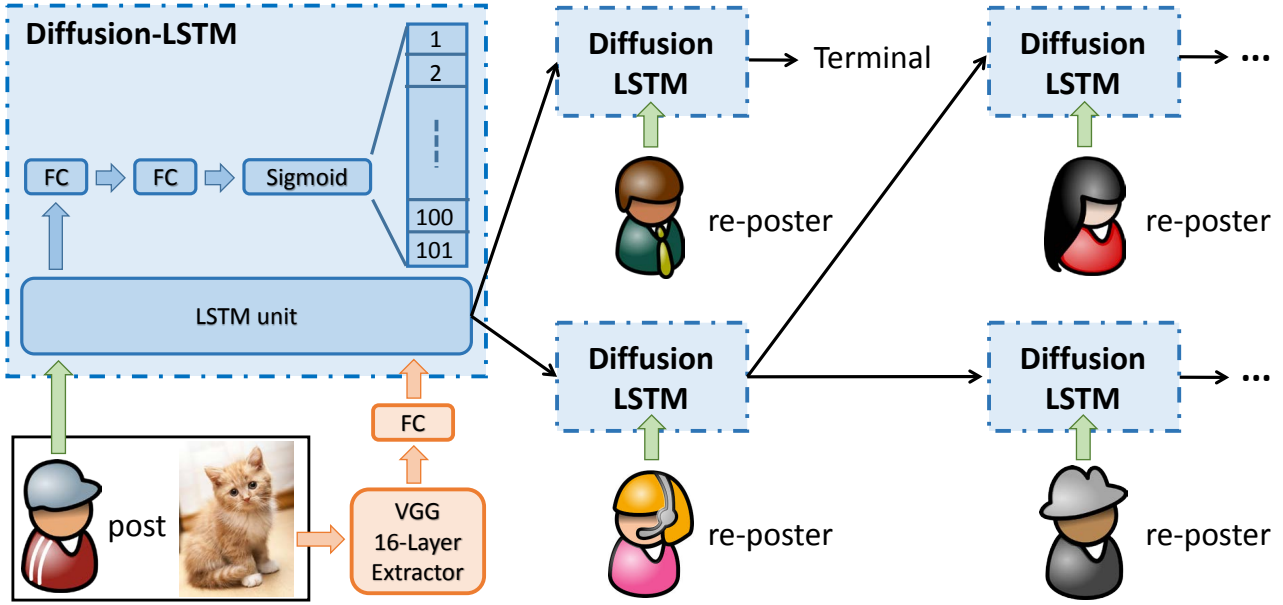 Diffusion-LSTM
1
2
FC
FC
Sigmoid
100
101
LSTM unit
FC
post
VGG
16-Layer
Extractor
Diffusion
LSTM
Terminal
re-poster
Diffusion
LSTM
...
re-poster
Diffusion
LSTM
re-poster
Diffusion
LSTM
...
re-poster